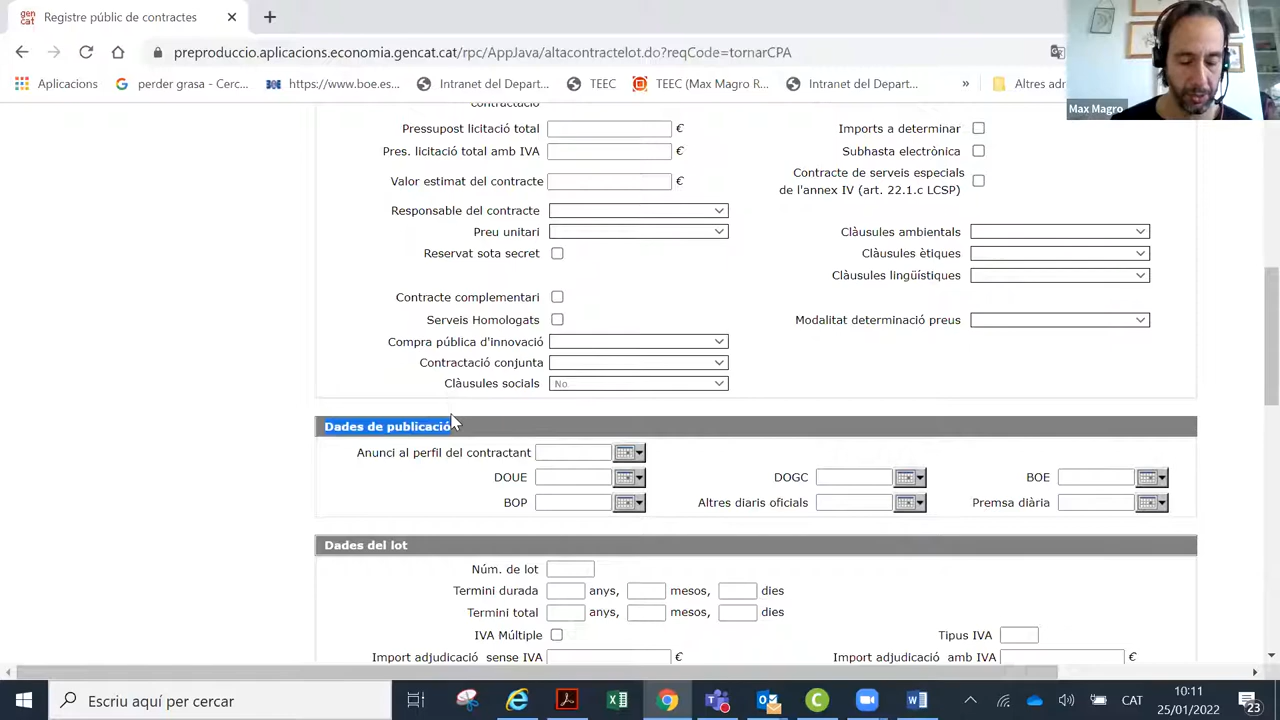 gen
cat
Registre públic de contractes
preproduccio.aplicacions.economia.gencat.cat/rpc/AppJava/altacontractelot.do?reqCode=tornarCPA
Aplicacions
perder grasa - Cerc...
https://www.boe.es...
Intranet del Depart...
TEEC
TEEC (Max Magro R...
Intranet del Depart...
»
Altres adr
Max Magro
contractació
Pressupost licitació total €
Imports a determinar
Pres. licitació total amb IVA €
Subhasta electrònica
Valor estimat del contracte €
Contracte de serveis especials
de l'annex IV (art. 22.1.c LCSP)
Responsable del contracte
Preu unitari
Clàusules ambientals
Reservat sota secret
Clàusules ètiques
Clàusules lingüístiques
Contracte complementari
Serveis Homologats
Modalitat determinació preus
Compra pública d'innovació
Contractació conjunta
Clàusules socials No
Dades de publicació
Anunci al perfil del contractant
DOUE DOGC BOE
BOP Altres diaris oficials Premsa diària
Dades del lot
Núm. de lot
Termini durada anys, mesos, dies
Termini total anys, mesos, dies
IVA Múltiple Tipus IVA
Import adjudicació sense IVA € Import adjudicació amb IVA €
Escriu aquí per cercar
CAT
10:11
25/01/2022
23